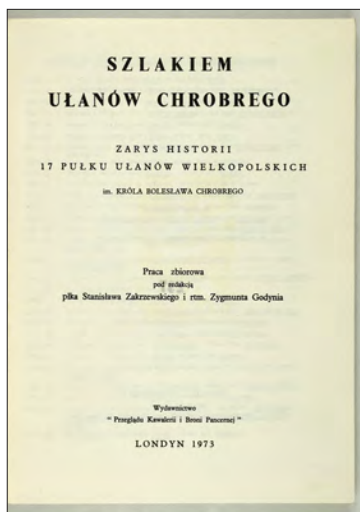 SZLAKIEM
UŁANÓW CHROBREGO
ZARYS HISTORII
17 PUŁKU UŁANÓW WIELKOPOLSKICH
im. KRÓLA BOLESŁAWA CHROBREGO
Praca zbiorowa
pod redakcją
płka Stanisława Zakrzewskiego i rtm. Zygmunta Godynia
Wydawnictwo
" Przeglądu Kawalerii i Broni Pancernej "
LONDYN 1973